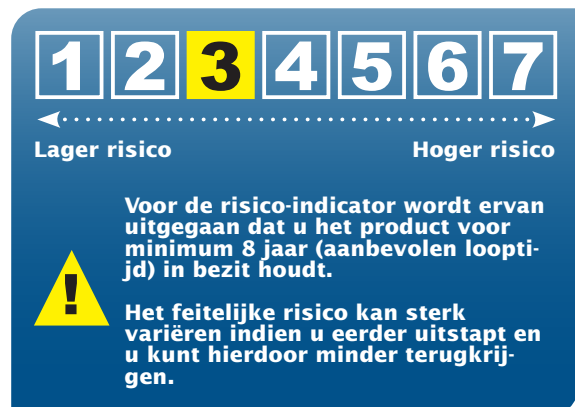 1 2 3 4 5 6 7
Lager risico Hoger risico
Voor de risico-indicator wordt ervan
uitgegaan dat u het product voor
minimum 8 jaar (aanbevolen loopti-
jd) in bezit houdt.
!
Het feitelijke risico kan sterk
variëren indien u eerder uitstapt en
u kunt hierdoor minder terugkrij-
gen.